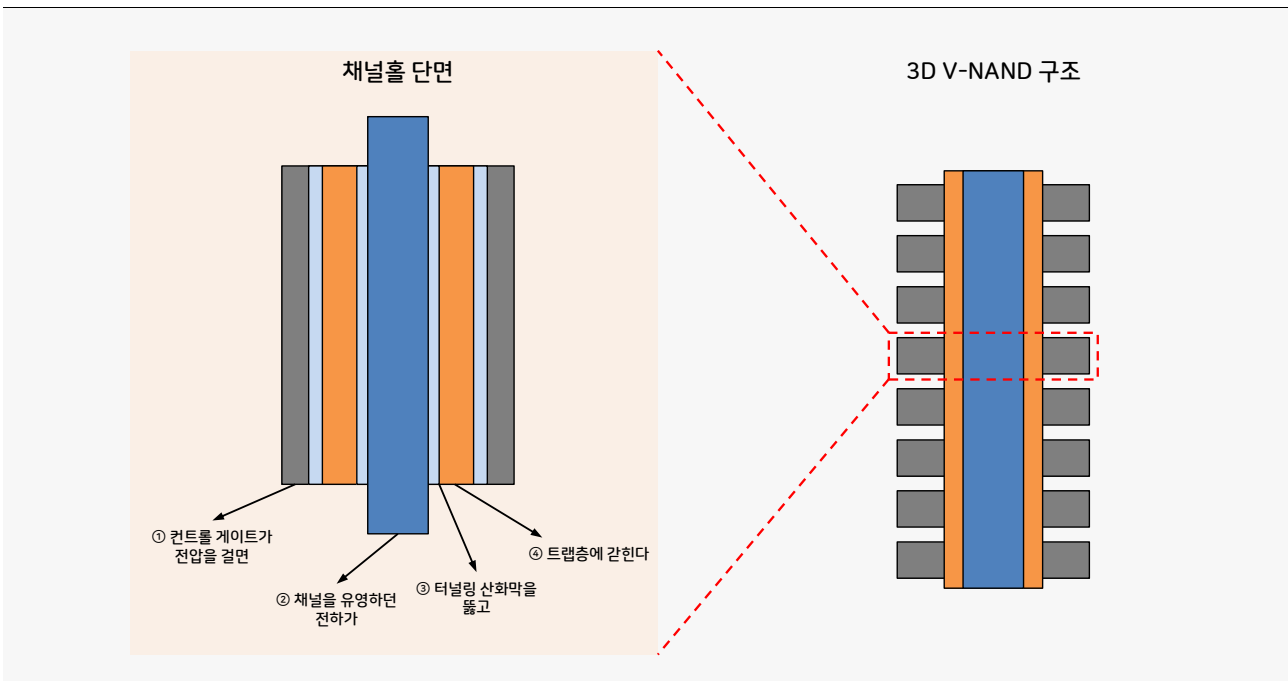 채널홀 단면
3D V-NAND 구조
① 컨트롤 게이트가
전압을 걸면
② 채널을 유영하던
전하가
③ 터널링 산화막을
뚫고
④ 트랩층에 갇힌다